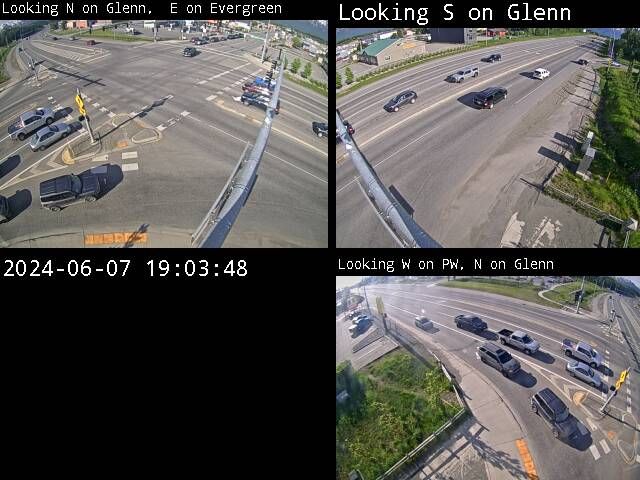 Looking N on Glenn, E on Evergreen
Looking S on Glenn
2024-06-07 19:03:48
Looking W on PW, N on Glenn